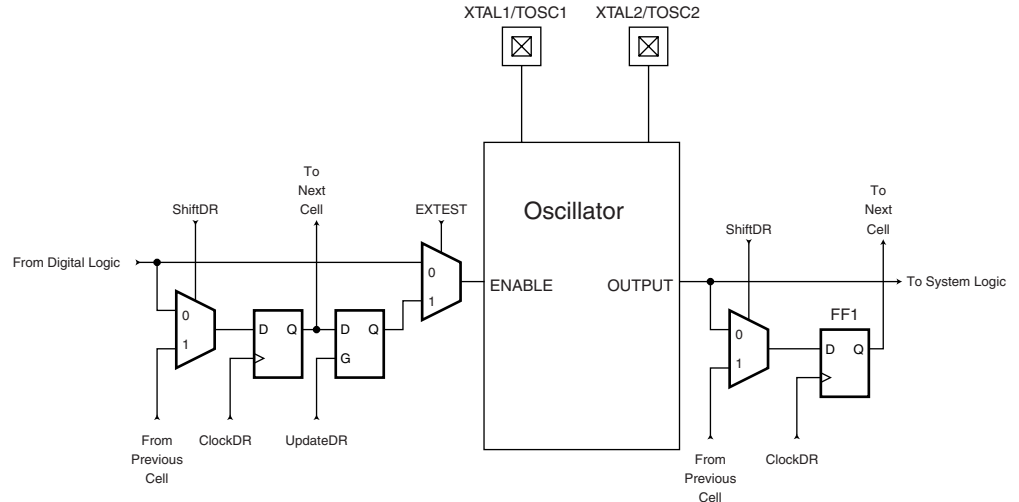 XTAL1/TOSC1
XTAL2/TOSC2
To
Next
Cell
ShiftDR
EXTEST
From Digital Logic
0
1
D Q
D Q
G
0
1
From
Previous
Cell
ClockDR
UpdateDR
Oscillator
ENABLE
OUTPUT
To
Next
Cell
ShiftDR
To System Logic
0
1
FF1
D Q
From
Previous
Cell
ClockDR